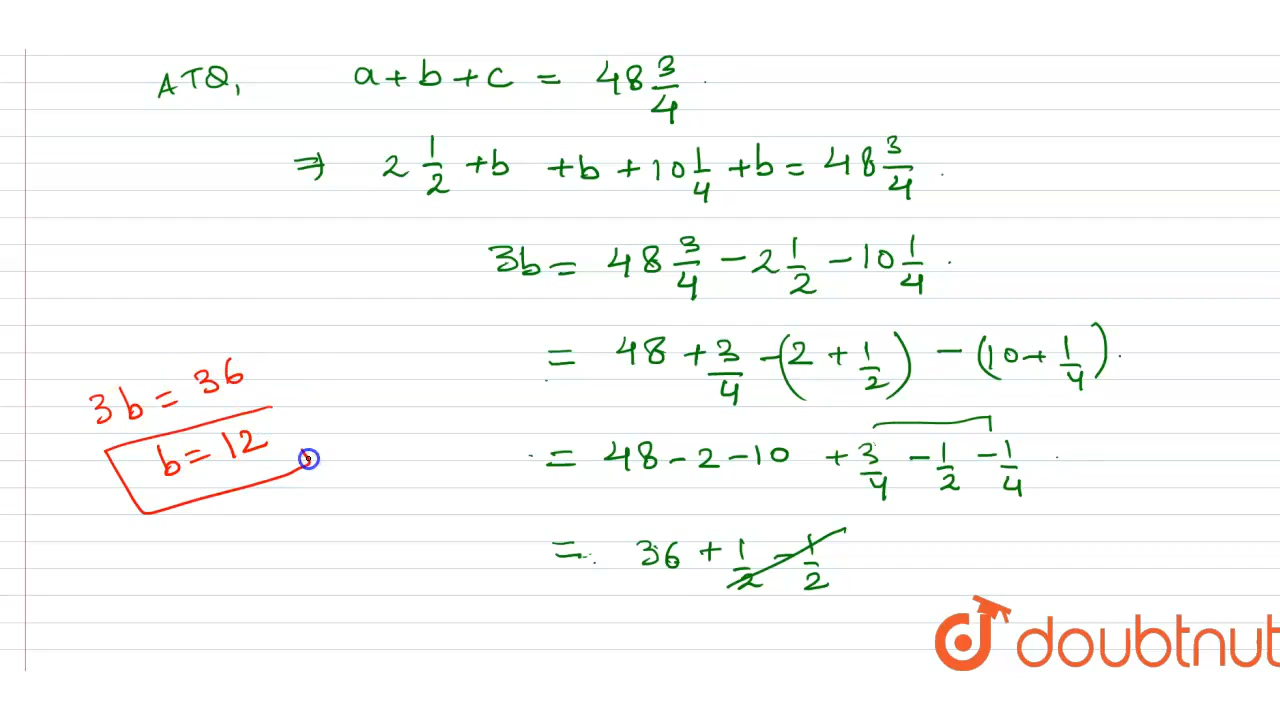 ATQ, a + b + c = 48 3/4
⇒ 2 1/2 + b + b + 10 1/4 + b = 48 3/4
3b = 48 3/4 - 2 1/2 - 10 1/4
= 48 + 3/4 - (2 + 1/2) - (10 + 1/4)
= 48 - 2 - 10 + 3/4 - 1/2 - 1/4
= 36 + 1/2 - 1/2
3b = 36
b = 12
doubtnut